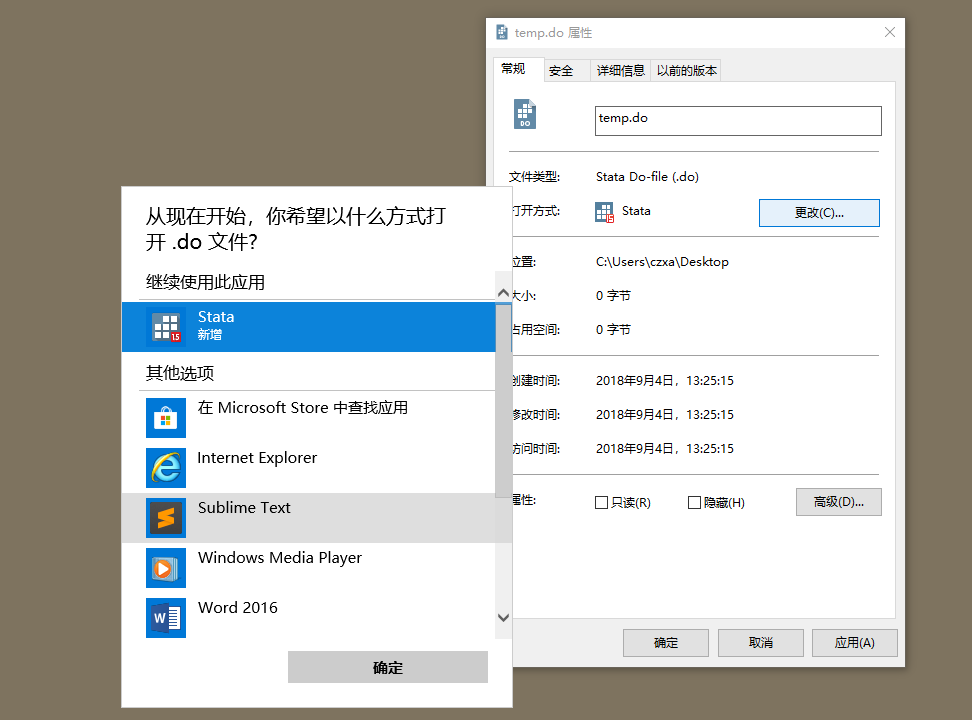 temp.do 属性
常规
安全
详细信息
以前的版本
DO
temp.do
文件类型:
Stata Do-file (.do)
打开方式:
Stata
更改(C)...
位置:
C:\Users\czxa\Desktop
大小:
0 字节
占用空间:
0 字节
创建时间:
2018年9月4日，13:25:15
修改时间:
2018年9月4日，13:25:15
访问时间:
2018年9月4日，13:25:15
属性:
只读(R)
隐藏(H)
高级(D)...
确定
取消
应用(A)
从现在开始，你希望以什么方式打
开 .do 文件?
继续使用此应用
15
Stata
新增
其他选项
在 Microsoft Store 中查找应用
Internet Explorer
Sublime Text
Windows Media Player
Word 2016
确定